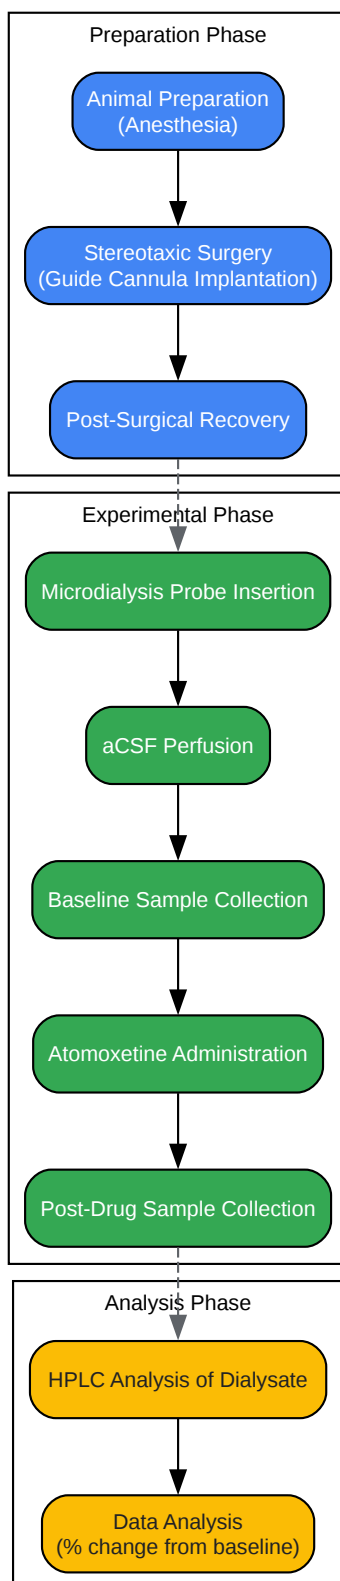 Preparation Phase
Animal Preparation
(Anesthesia)
Stereotaxic Surgery
(Guide Cannula Implantation)
Post-Surgical Recovery
Experimental Phase
Microdialysis Probe Insertion
aCSF Perfusion
Baseline Sample Collection
Atomoxetine Administration
Post-Drug Sample Collection
Analysis Phase
HPLC Analysis of Dialysate
Data Analysis
(% change from baseline)